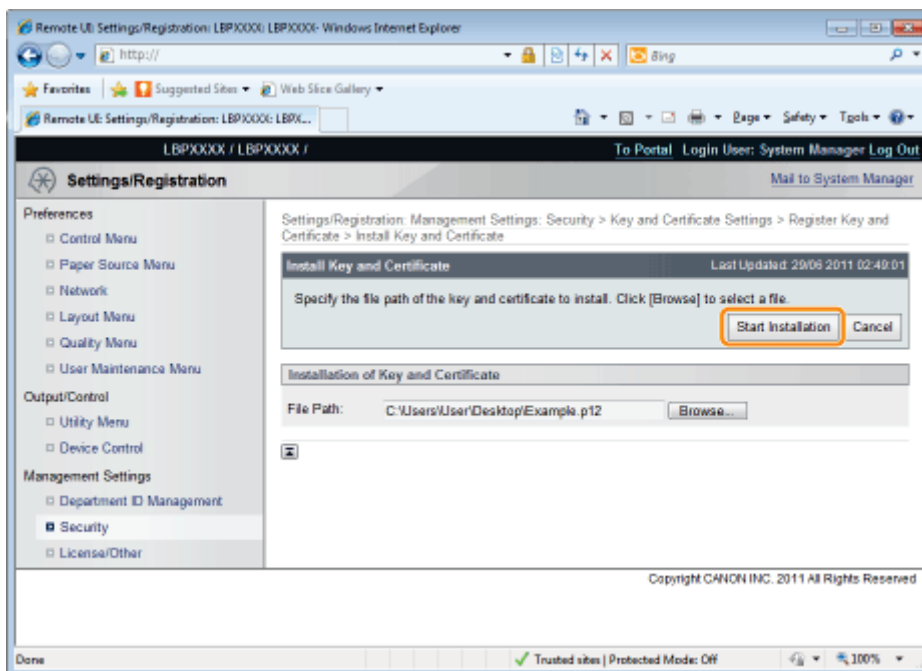 Remote UI: Settings/Registration: LBPXXXX: LBPXXXX- Windows Internet Explorer
http://
Bing
Favorites Suggested Sites Web Slice Gallery
Remote UI: Settings/Registration: LBPXXXX: LBPX...
Page Safety Tools
LBPXXXX / LBPXXXX /
To Portal Login User: System Manager Log Out
Settings/Registration
Mail to System Manager
Preferences
Control Menu
Paper Source Menu
Network
Layout Menu
Quality Menu
User Maintenance Menu
Output/Control
Utility Menu
Device Control
Management Settings
Department ID Management
Security
License/Other
Settings/Registration: Management Settings: Security > Key and Certificate Settings > Register Key and
Certificate > Install Key and Certificate
Install Key and Certificate
Last Updated: 29/06 2011 02:49:01
Specify the file path of the key and certificate to install. Click [Browse] to select a file.
Start Installation Cancel
Installation of Key and Certificate
File Path: C:\Users\User\Desktop\Example.p12 Browse...
Copyright CANON INC. 2011 All Rights Reserved
Done
Trusted sites | Protected Mode: Off
100%